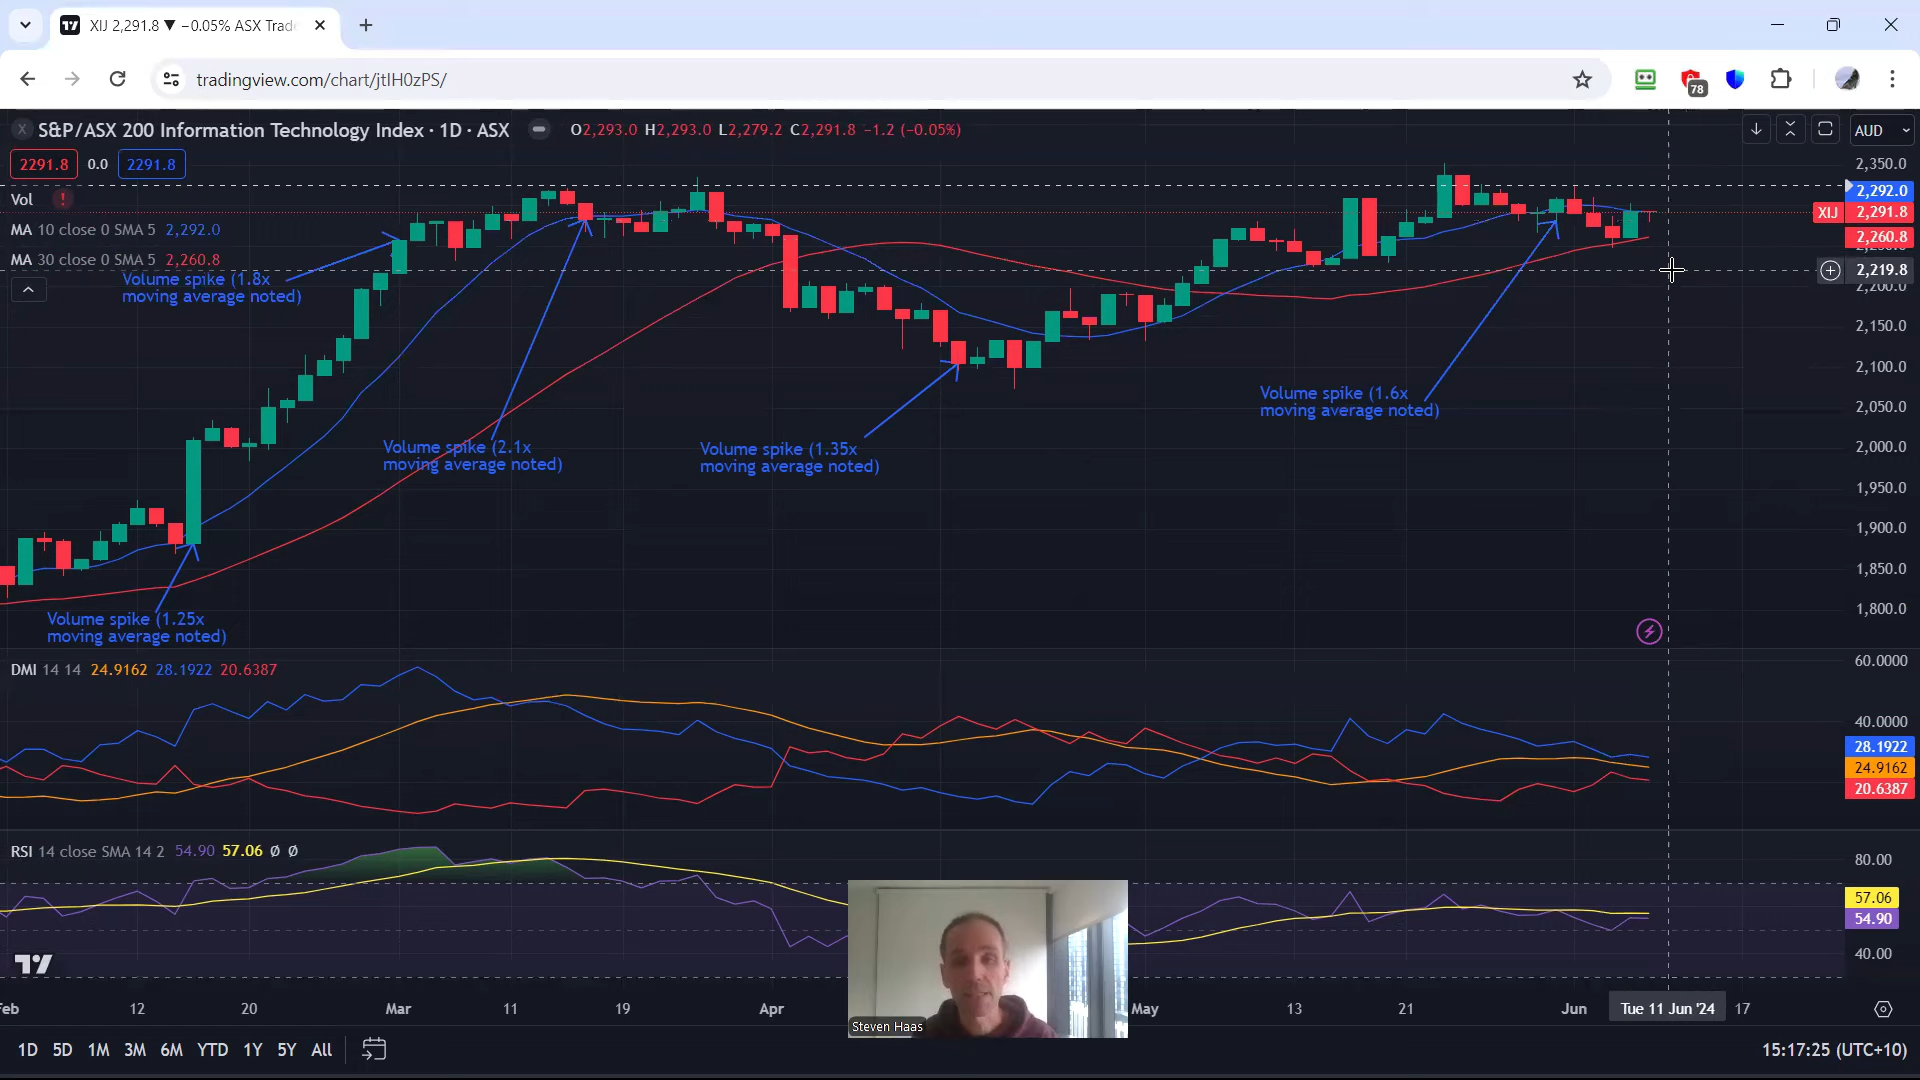 XIJ 2,291.8 ▼ −0.05% ASX Trad
tradingview.com/chart/jtIH0zPS/
78
S&P/ASX 200 Information Technology Index · 1D · ASX
O2,293.0 H2,293.0 L2,279.2 C2,291.8 −1.2 (−0.05%)
AUD
2291.8 0.0 2291.8
Vol
MA 10 close 0 SMA 5 2,292.0
MA 30 close 0 SMA 5 2,260.8
Volume spike (1.8x
moving average noted)
Volume spike (2.1x
moving average noted)
Volume spike (1.35x
moving average noted)
Volume spike (1.6x
moving average noted)
Volume spike (1.25x
moving average noted)
2,350.0
2,292.0
XIJ 2,291.8
2,260.8
2,219.8
2,200.0
2,150.0
2,100.0
2,050.0
2,000.0
1,950.0
1,900.0
1,850.0
1,800.0
DMI 14 14 24.9162 28.1922 20.6387
60.0000
40.0000
28.1922
24.9162
20.6387
RSI 14 close SMA 14 2 54.90 57.06 Ø Ø
80.00
57.06
54.90
40.00
Steven Haas
Feb 12 20 Mar 11 19 Apr May 13 21 Jun Tue 11 Jun '24 17
1D 5D 1M 3M 6M YTD 1Y 5Y All
15:17:25 (UTC+10)